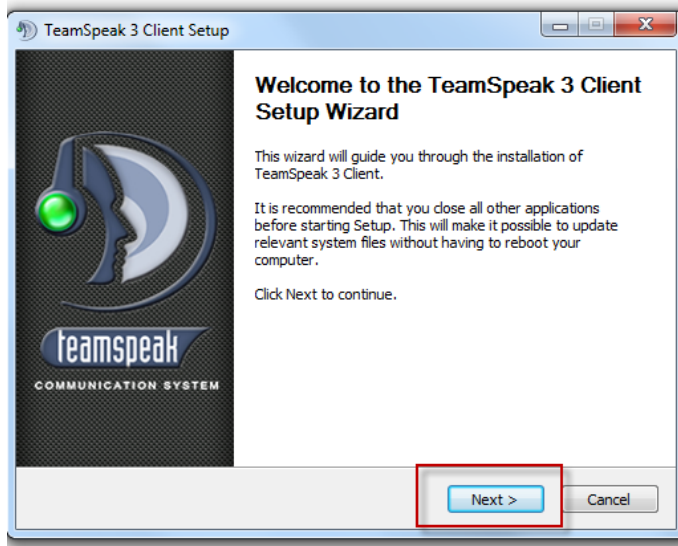 TeamSpeak 3 Client Setup
Welcome to the TeamSpeak 3 Client
Setup Wizard
This wizard will guide you through the installation of
TeamSpeak 3 Client.
It is recommended that you close all other applications
before starting Setup. This will make it possible to update
relevant system files without having to reboot your
computer.
Click Next to continue.
teamspeak
COMMUNICATION SYSTEM
Next >
Cancel